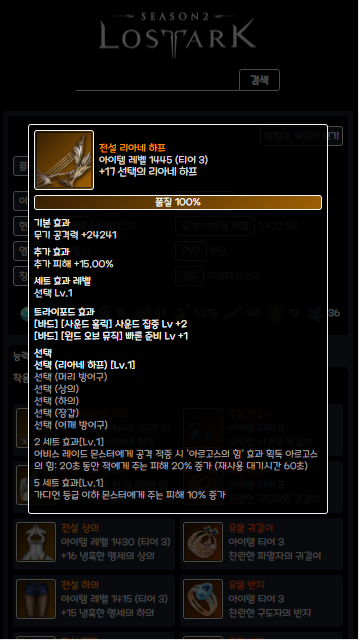 SEASON2
LOSTARK
검색
전설 리아네 하프
아이템 레벨 1445 (티어 3)
+17 선택의 리아네 하프
품질 100%
기본 효과
무기 공격력 +24241
추가 효과
추가 피해 +15.00%
세트 효과 레벨
선택 Lv.1
트라이포드 효과
[바드] [사운드 홀릭] 사운드 집중 Lv +2
[바드] [윈드 오브 뮤직] 빠른 준비 Lv +1
선택
선택 (리아네 하프) [Lv.1]
선택 (머리 방어구)
선택 (상의)
선택 (하의)
선택 (장갑)
선택 (어깨 방어구)
2 세트 효과[Lv.1]
어비스 레이드 몬스터에게 공격 적중 시 '아르고스의 힘' 효과 획득 아르고스
의 힘: 20초 동안 적에게 주는 피해 20% 증가 (재사용 대기시간 60초)
5 세트 효과[Lv.1]
가디언 등급 이하 몬스터에게 주는 피해 10% 증가
36
전설 상의
아이템 레벨 1430 (티어 3)
+16 냉혹한 맹세의 상의
유물 귀걸이
아이템 티어 3
찬란한 파멸자의 귀걸이
전설 하의
아이템 레벨 1415 (티어 3)
+15 냉혹한 맹세의 하의
유물 반지
아이템 티어 3
찬란한 구도자의 반지